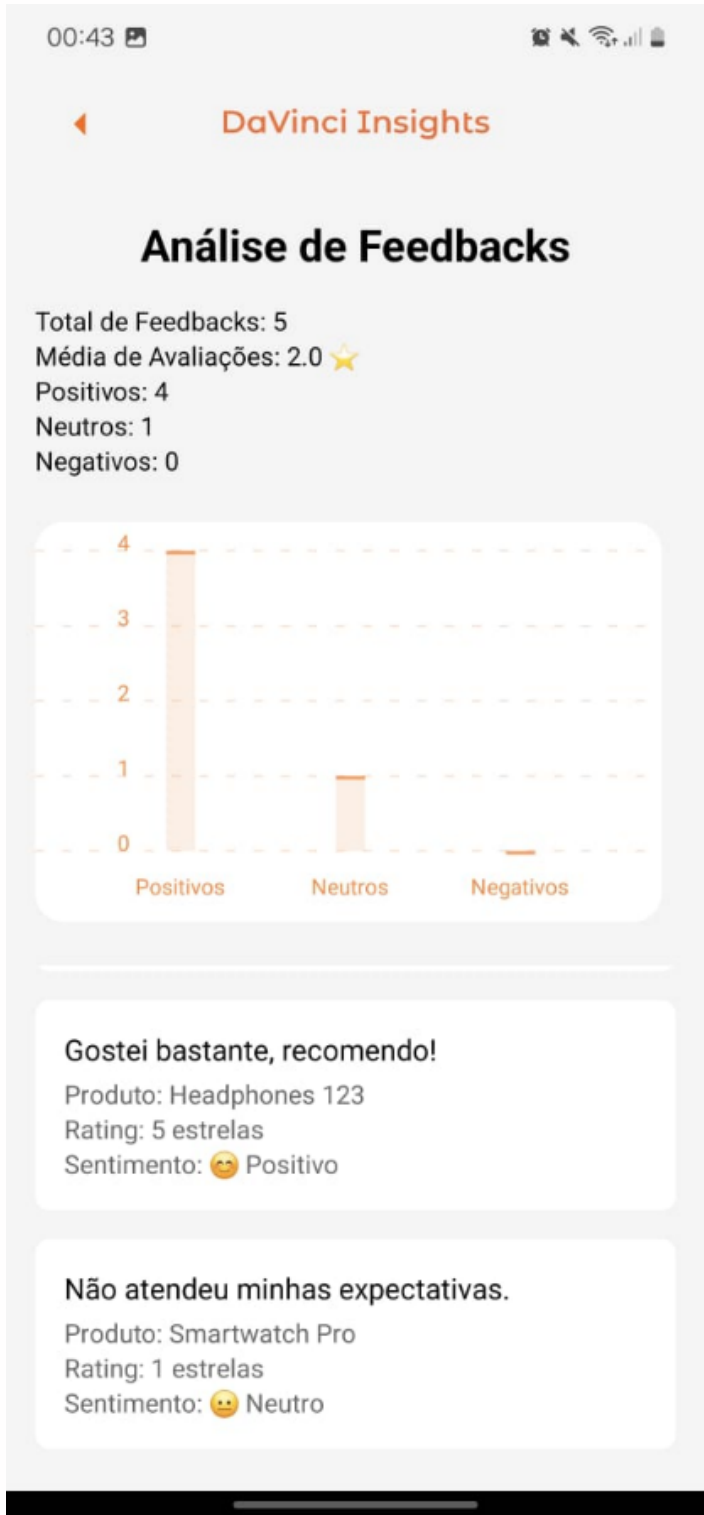 00:43
DaVinci Insights
Análise de Feedbacks
Total de Feedbacks: 5
Média de Avaliações: 2.0 ⭐
Positivos: 4
Neutros: 1
Negativos: 0
4
3
2
1
0
Positivos Neutros Negativos
Gostei bastante, recomendo!
Produto: Headphones 123
Rating: 5 estrelas
Sentimento: 😊 Positivo
Não atendeu minhas expectativas.
Produto: Smartwatch Pro
Rating: 1 estrelas
Sentimento: 😐 Neutro